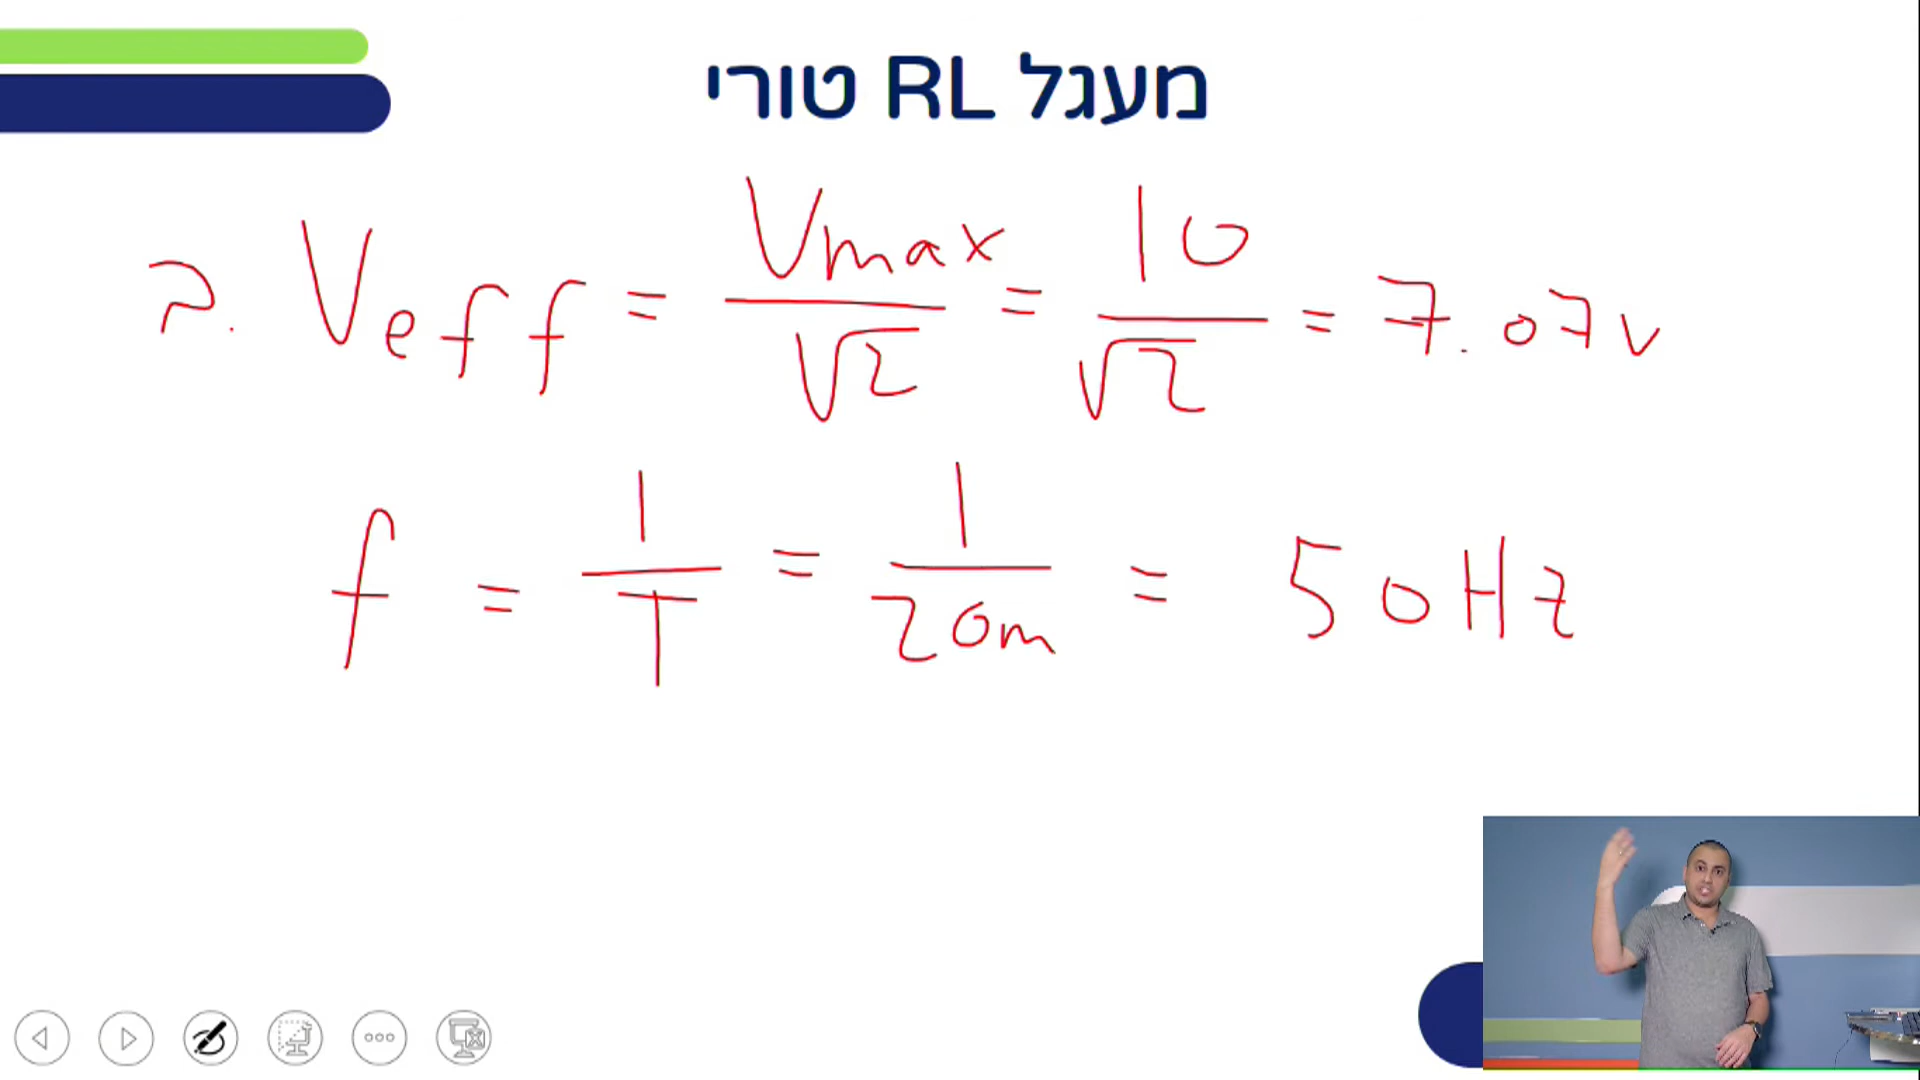 מעגל RL טורי
ב. Veff = Vmax/√2 = 10/√2 = 7.07v
f = 1/T = 1/20m = 50Hz